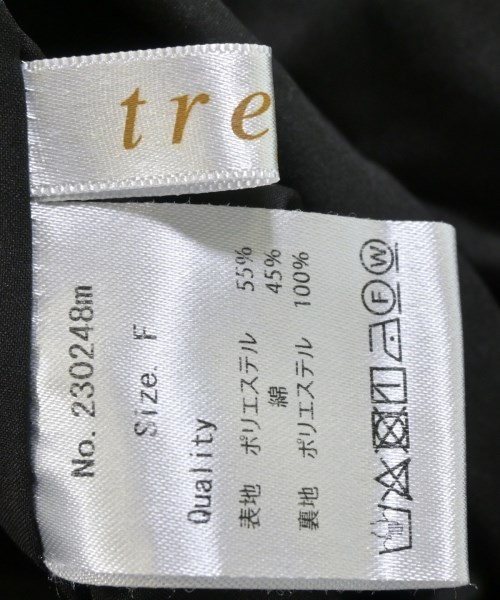 tre
No. 230248m
Size. F
Quality
表地 ポリエステル 55%
綿 45%
裏地 ポリエステル 100%
F W